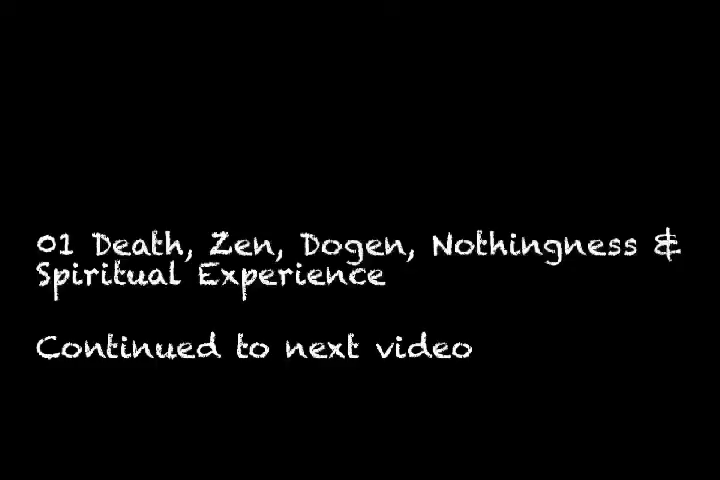 01 Death, Zen, Dogen, Nothingness &
Spiritual Experience
Continued to next video